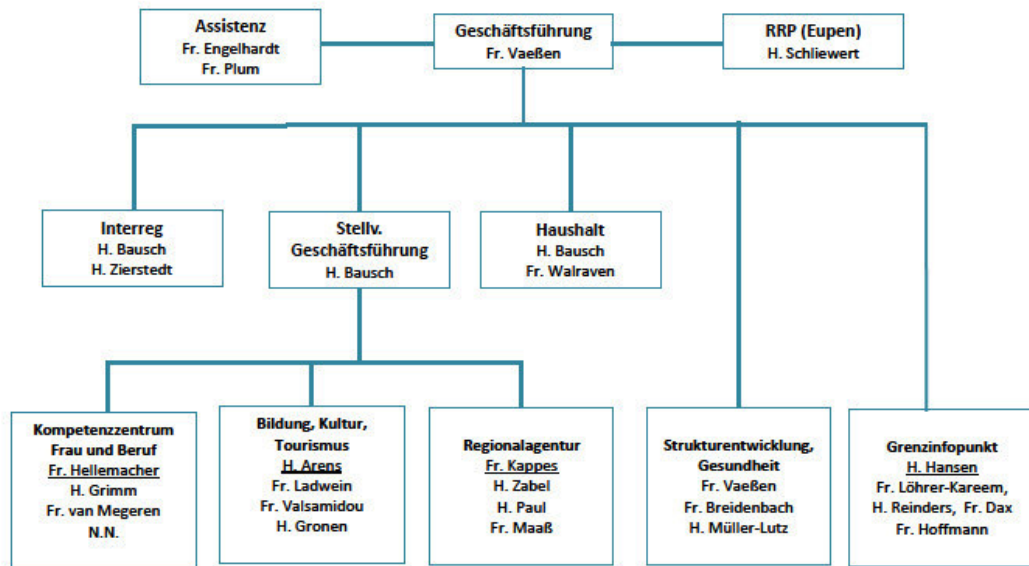 Assistenz
Fr. Engelhardt
Fr. Plum
Geschäftsführung
Fr. Vaeßen
RRP (Eupen)
H. Schliewert
Interreg
H. Bausch
H. Zierstedt
Stellv.
Geschäftsführung
H. Bausch
Haushalt
H. Bausch
Fr. Walraven
Kompetenzzentrum
Frau und Beruf
Fr. Hellemacher
H. Grimm
Fr. van Megeren
N.N.
Bildung, Kultur,
Tourismus
H. Arens
Fr. Ladwein
Fr. Valsamidou
H. Gronen
Regionalagentur
Fr. Kappes
H. Zabel
H. Paul
Fr. Maaß
Strukturentwicklung,
Gesundheit
Fr. Vaeßen
Fr. Breidenbach
H. Müller-Lutz
Grenzinfopunkt
H. Hansen
Fr. Löhrer-Kareem,
H. Reinders, Fr. Dax
Fr. Hoffmann